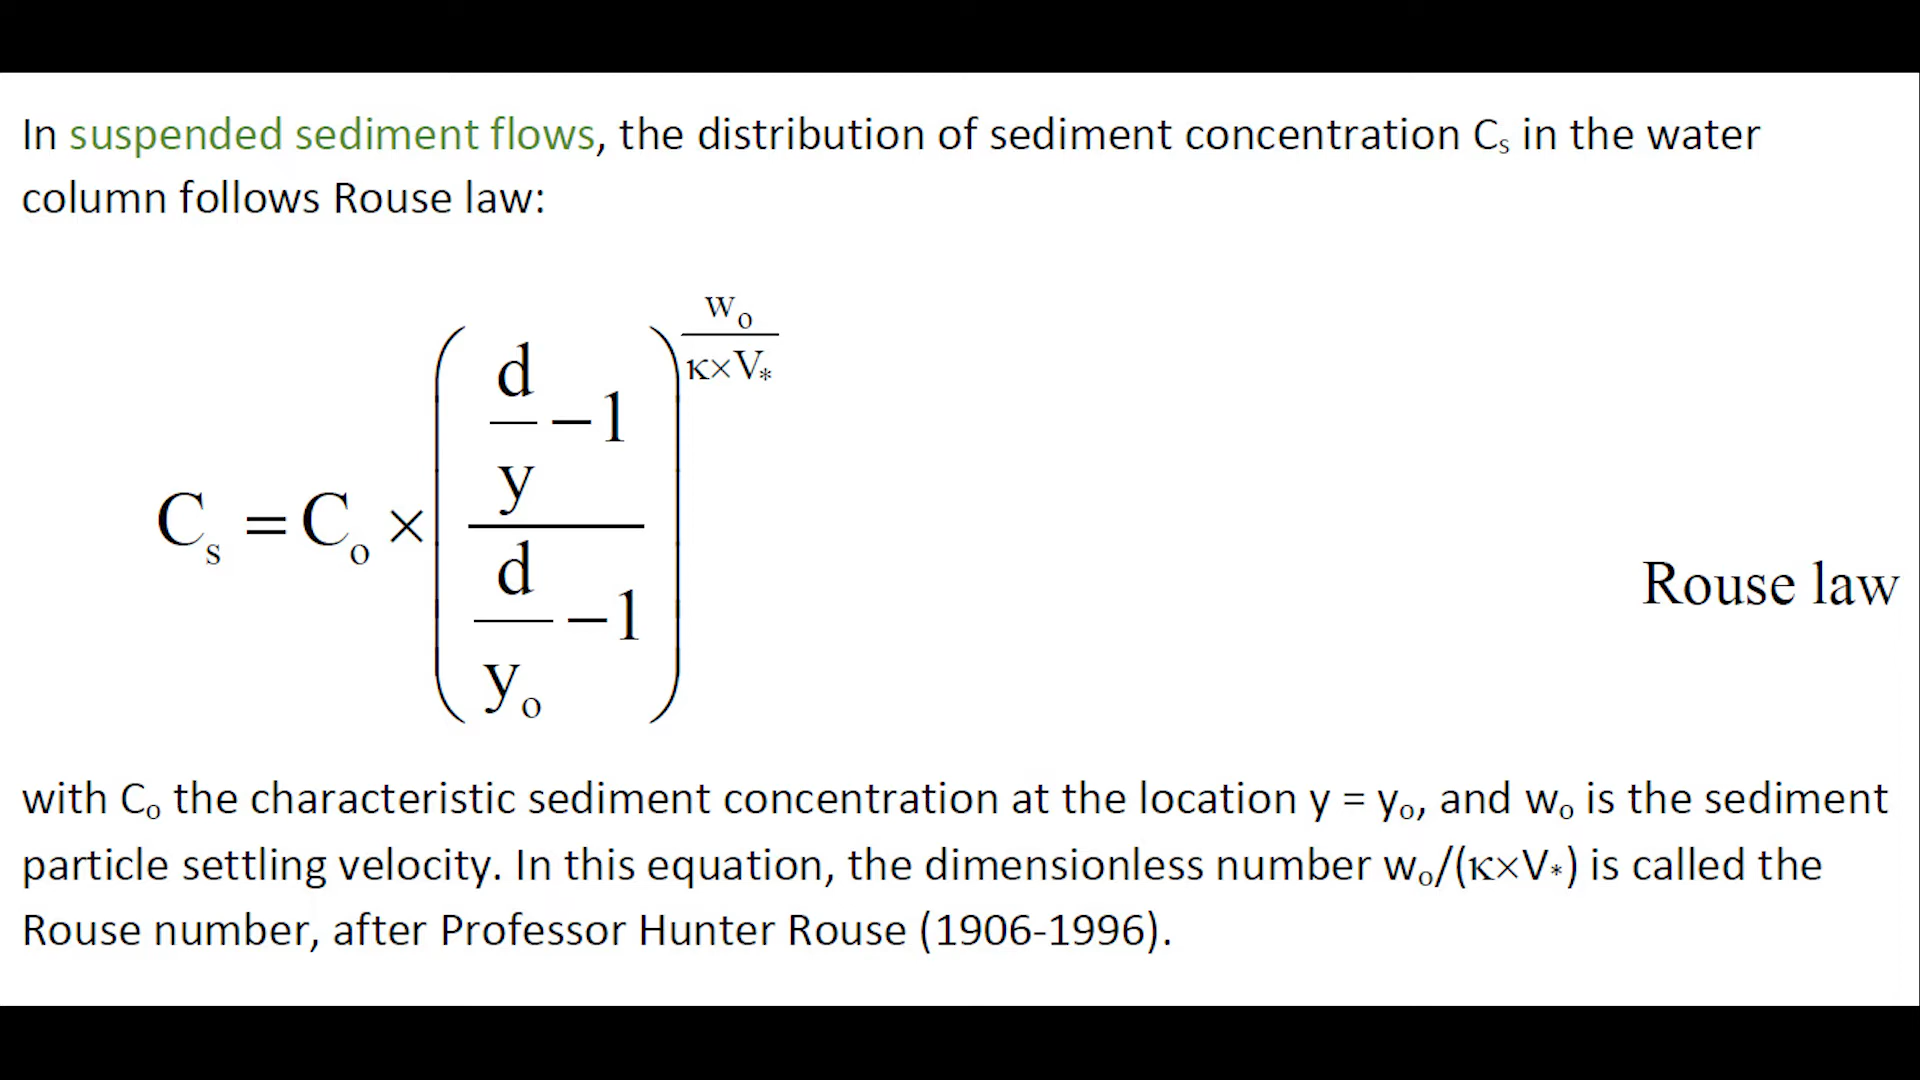 In suspended sediment flows, the distribution of sediment concentration Cₛ in the water
column follows Rouse law:
Cₛ = Cₒ × ( (d/y − 1) / (d/yₒ − 1) )^(wₒ / (κ×V*))
Rouse law
with Cₒ the characteristic sediment concentration at the location y = yₒ, and wₒ is the sediment
particle settling velocity. In this equation, the dimensionless number wₒ/(κ×V*) is called the
Rouse number, after Professor Hunter Rouse (1906-1996).